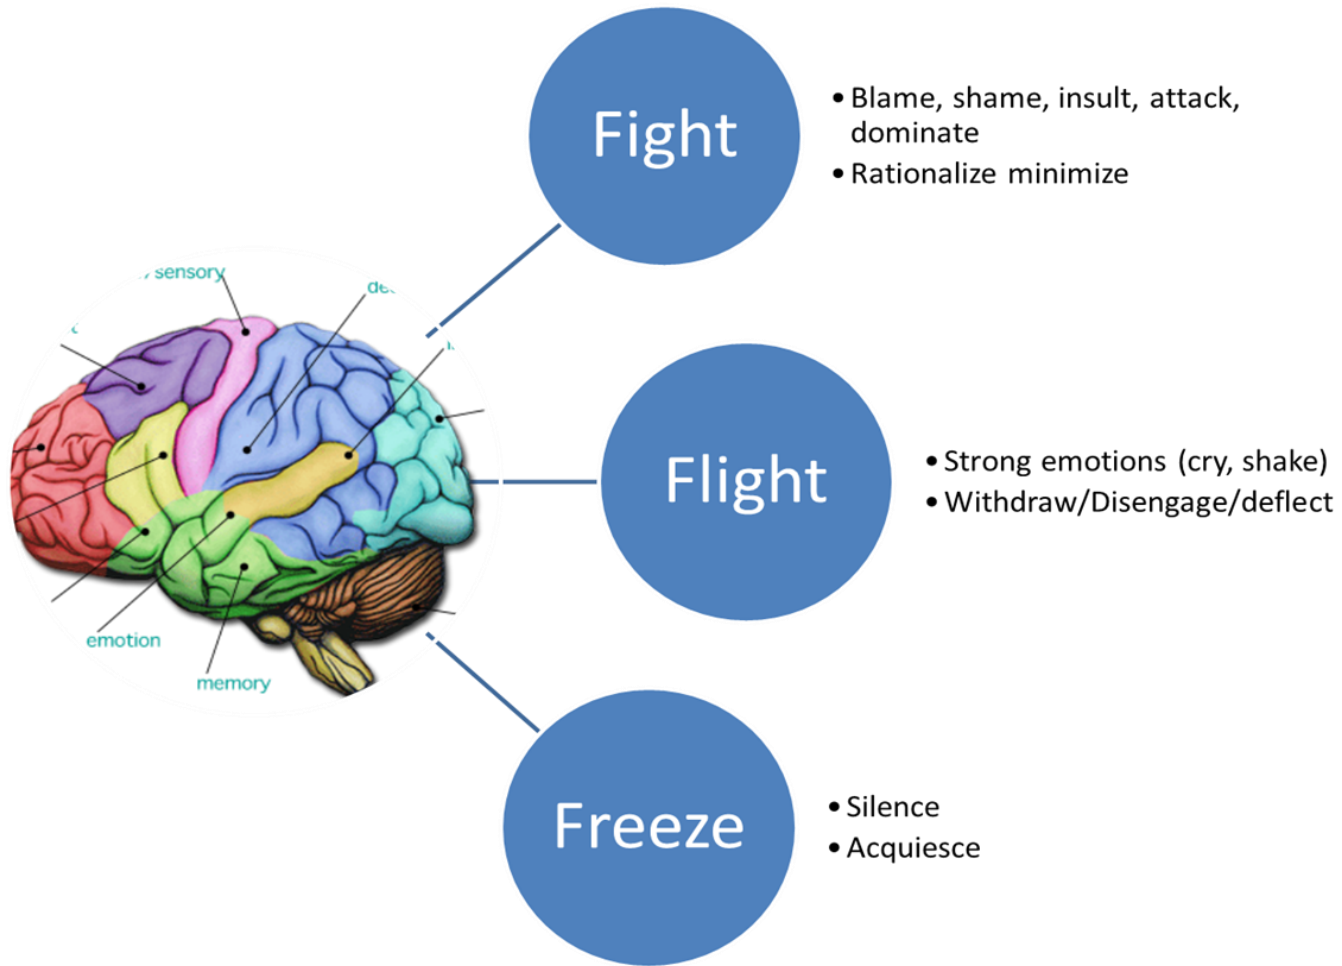 Fight
• Blame, shame, insult, attack,
dominate
• Rationalize minimize
sensory
Flight
• Strong emotions (cry, shake)
• Withdraw/Disengage/deflect
emotion
memory
Freeze
• Silence
• Acquiesce